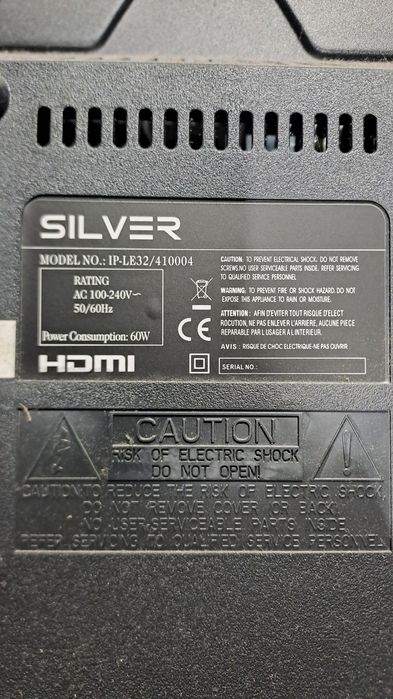 SILVER
MODEL NO.: IP-LE32/410004
RATING
AC 100-240V~
50/60Hz
Power Consumption: 60W
HDMI
CE
CAUTION: TO PREVENT ELECTRICAL SHOCK. DO NOT REMOVE
SCREWS.NO USER SERVICEABLE PARTS INSIDE. REFER SERVICING
TO QUALIFIED SERVICE PERSONNEL
WARNING: TO PREVENT FIRE OR SHOCK HAZARD. DO NOT
EXPOSE THIS APPLIANCE TO RAIN OR MOISTURE.
ATTENTION : AFIN D'EVITER TOUT RISQUE D'ELECT
ROCUTION, NE PAS ENLEVER L'ARRIERE, AUCUNE PIECE
REPARABLE PAR L USAGER A L INTERIEUR.
AVIS : RISQUE DE CHOC ELECTRIQUE-NE PAS OUVRIR
SERIAL NO.:
CAUTION
RISK OF ELECTRIC SHOCK
DO NOT OPEN!
CAUTION:TO REDUCE THE RISK OF ELECTRIC SHOCK,
DO NOT REMOVE COVER (OR BACK).
NO USER-SERVICEABLE PARTS INSIDE.
REFER SERVICING TO QUALIFIED SERVICE PERSONNEL